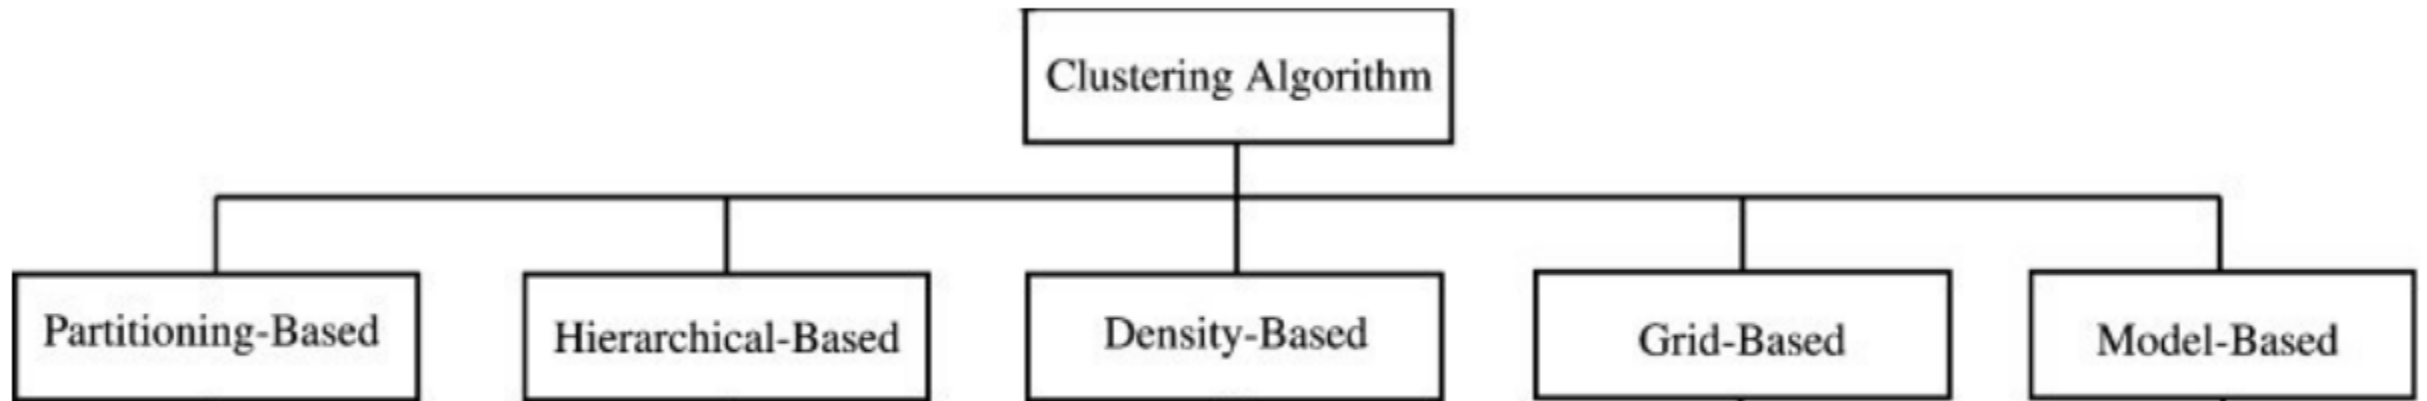 Clustering Algorithm
Partitioning-Based
Hierarchical-Based
Density-Based
Grid-Based
Model-Based